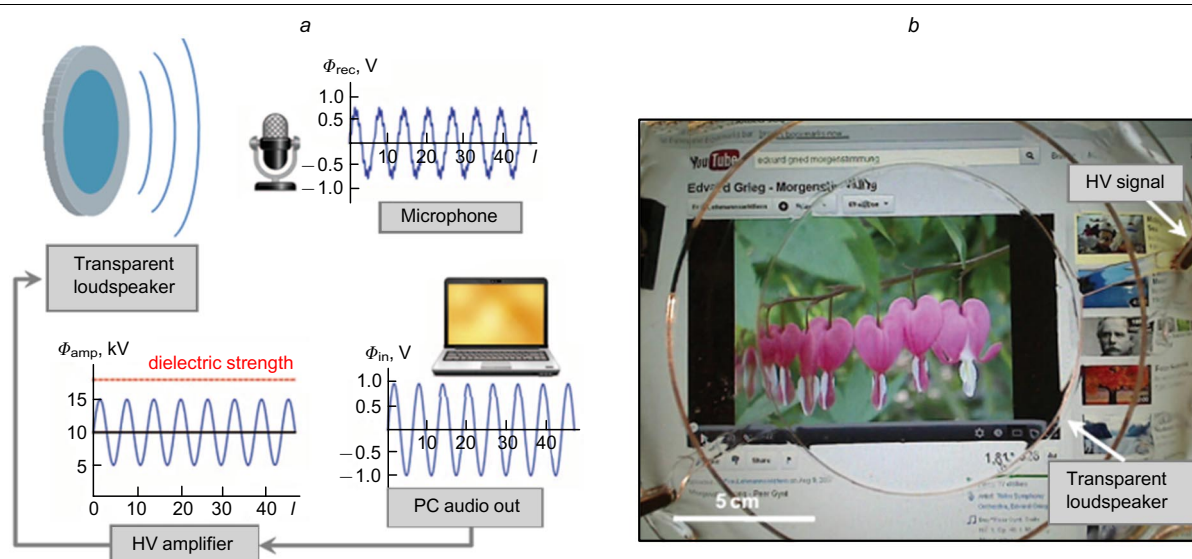 a
Φrec, V
1.0
0.5
−0.5
−1.0
10 20 30 40 l
Microphone
Transparent
loudspeaker
Φamp, kV
dielectric strength
15
10
5
0 10 20 30 40 l
HV amplifier
Φin, V
1.0
0.5
−0.5
−1.0
10 20 30 40
PC audio out
b
YouTube
edvard grieg morgenstimmung
Edvard Grieg
Share
HV signal
Transparent
loudspeaker
5 cm